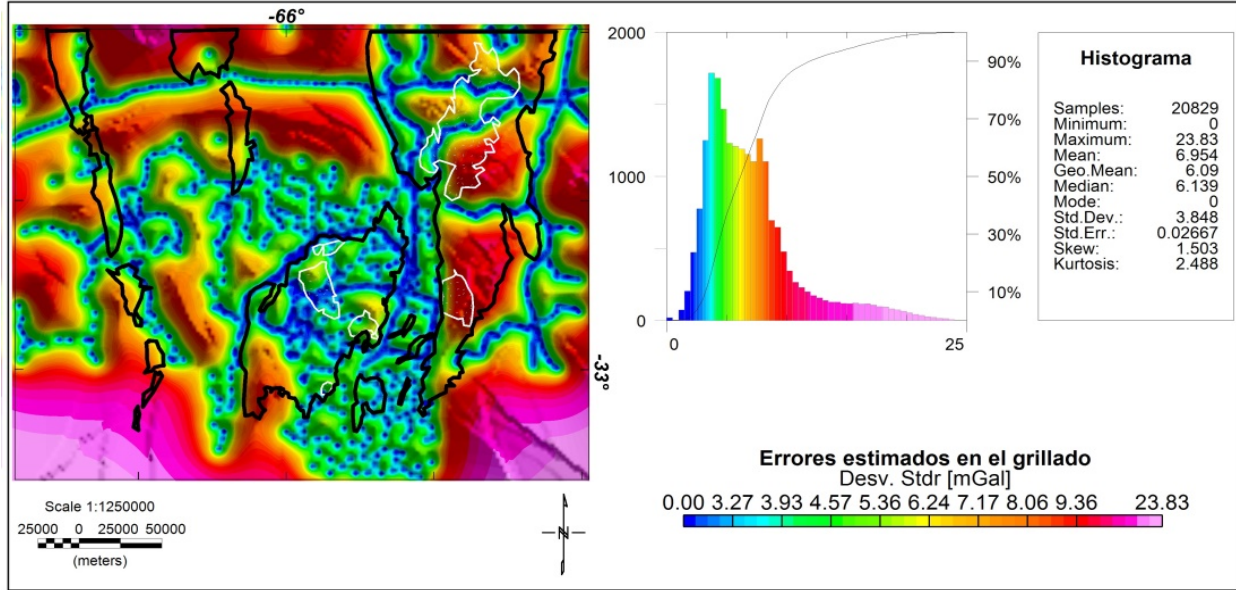 -66°
-33°
Scale 1:1250000
25000 0 25000 50000
(meters)
N
2000
1000
0
0 25
90%
70%
50%
30%
10%
Histograma
Samples: 20829
Minimum: 0
Maximum: 23.83
Mean: 6.954
Geo.Mean: 6.09
Median: 6.139
Mode: 0
Std.Dev.: 3.848
Std.Err.: 0.02667
Skew: 1.503
Kurtosis: 2.488
Errores estimados en el grillado
Desv. Stdr [mGal]
0.00 3.27 3.93 4.57 5.36 6.24 7.17 8.06 9.36 23.83